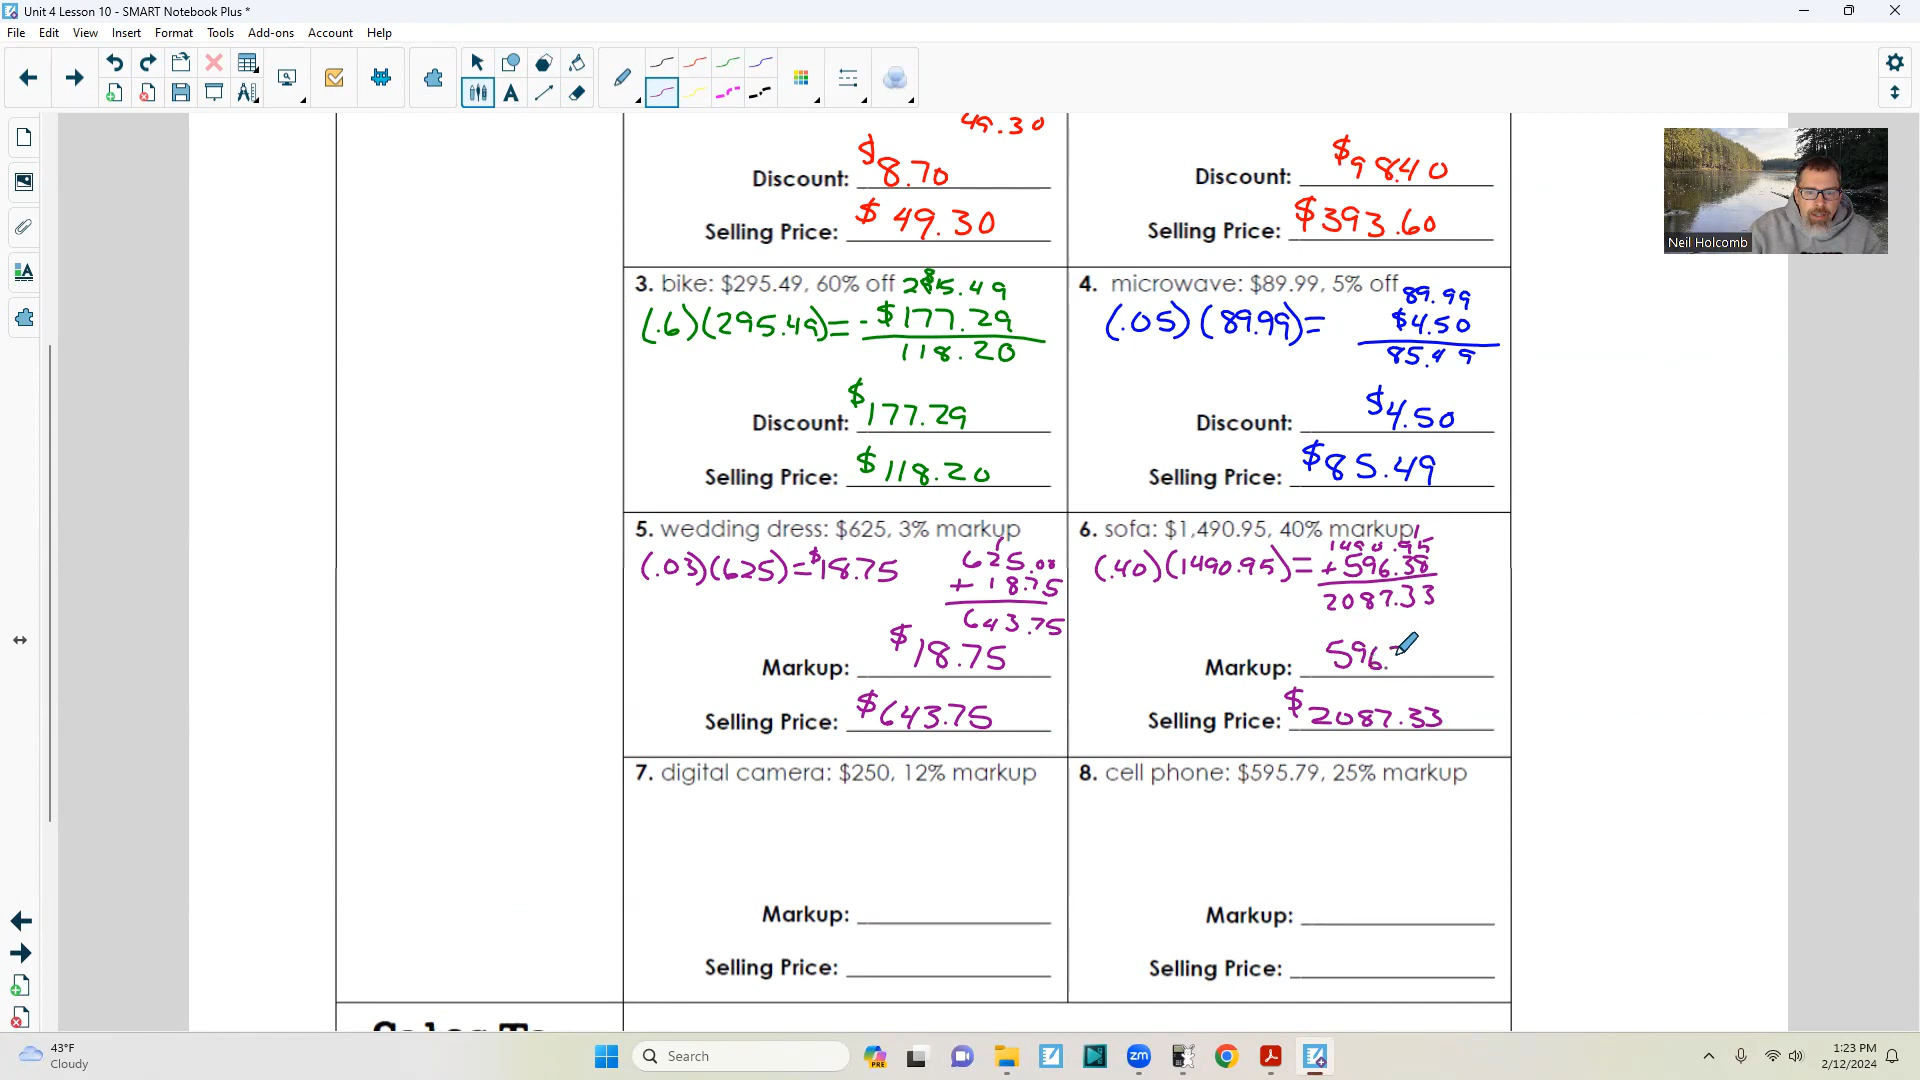 Unit 4 Lesson 10 - SMART Notebook Plus *
File Edit View Insert Format Tools Add-ons Account Help
49.30
Discount: $8.70
Selling Price: $49.30
Discount: $98.40
Selling Price: $393.60
Neil Holcomb
3. bike: $295.49, 60% off
(.6)(295.49)= - $177.29
118.20
Discount: $177.29
Selling Price: $118.20
4. microwave: $89.99, 5% off
89.99
(.05)(89.99)= $4.50
85.49
Discount: $4.50
Selling Price: $85.49
5. wedding dress: $625, 3% markup
1
625.00
(.03)(625)=$18.75 + 18.75
643.75
Markup: $18.75
Selling Price: $643.75
6. sofa: $1,490.95, 40% markup
1
1490.95
(.40)(1490.95)= +596.38
2087.33
Markup: 596.
Selling Price: $2087.33
7. digital camera: $250, 12% markup
Markup:
Selling Price:
8. cell phone: $595.79, 25% markup
Markup:
Selling Price:
43°F
Cloudy
Search
PRE
zm
1:23 PM
2/12/2024